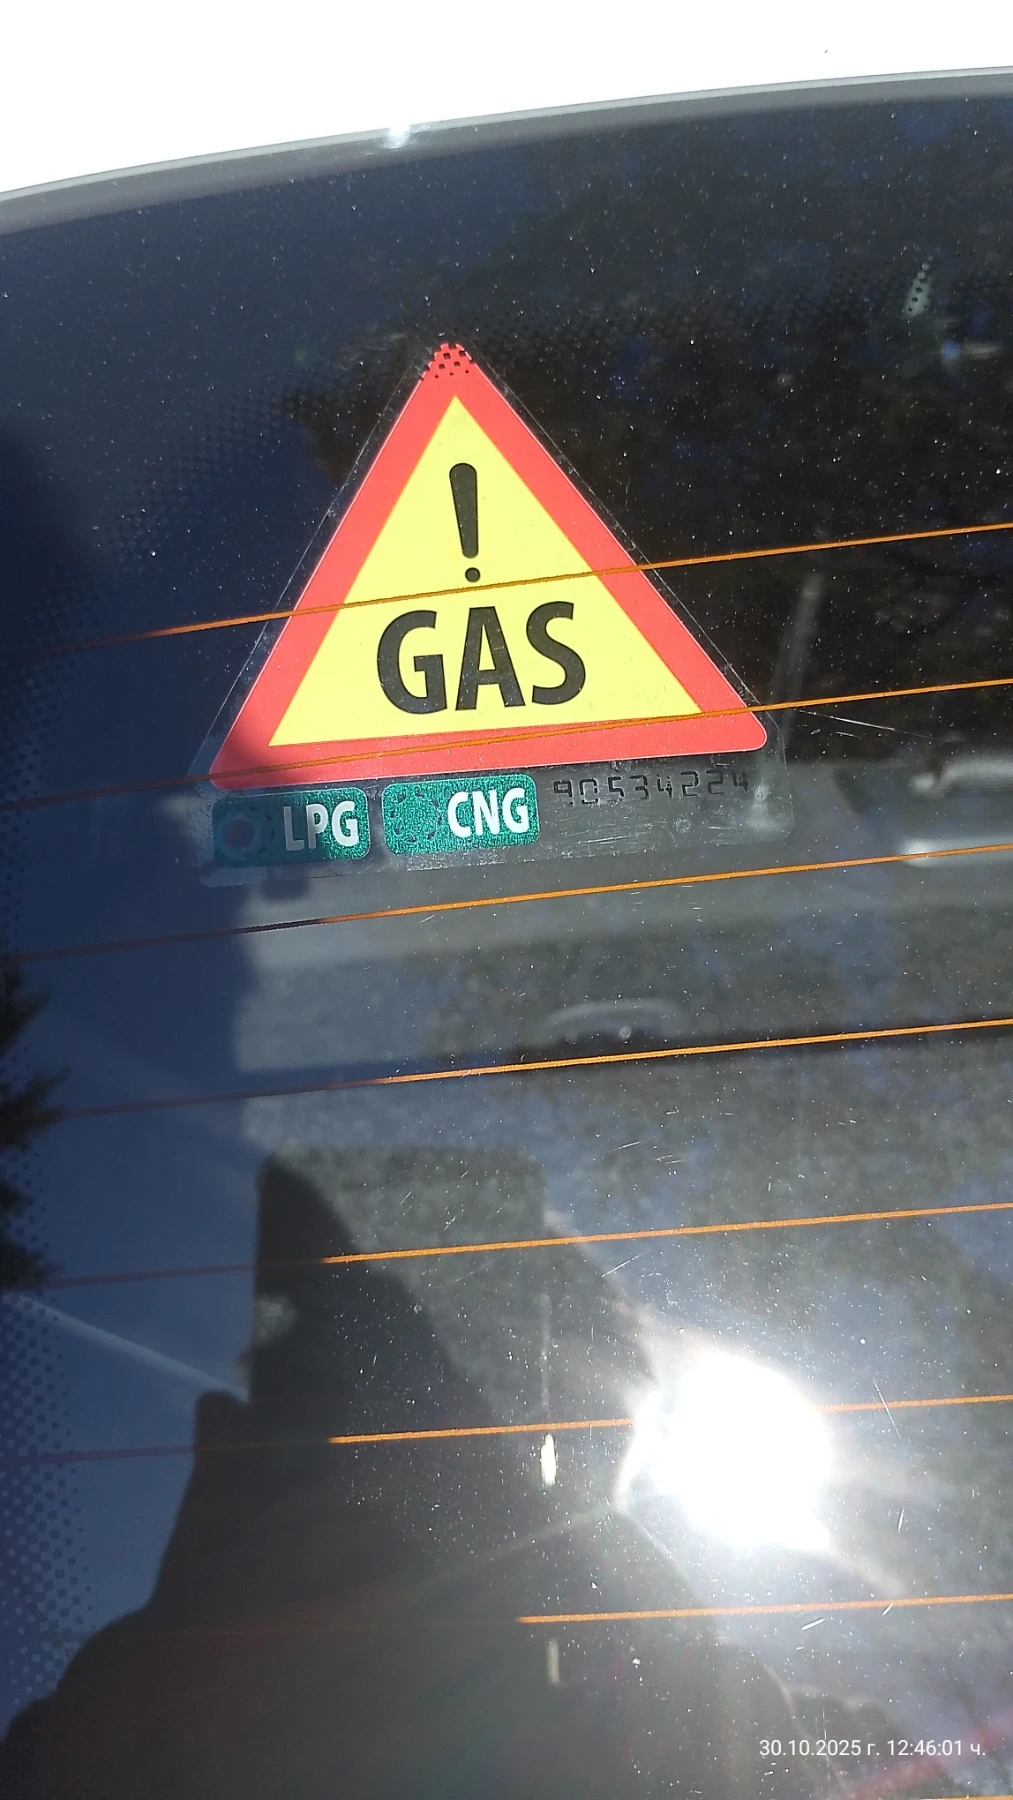 !
GAS
LPG CNG 90534224
30.10.2025 г. 12:46:01 ч.